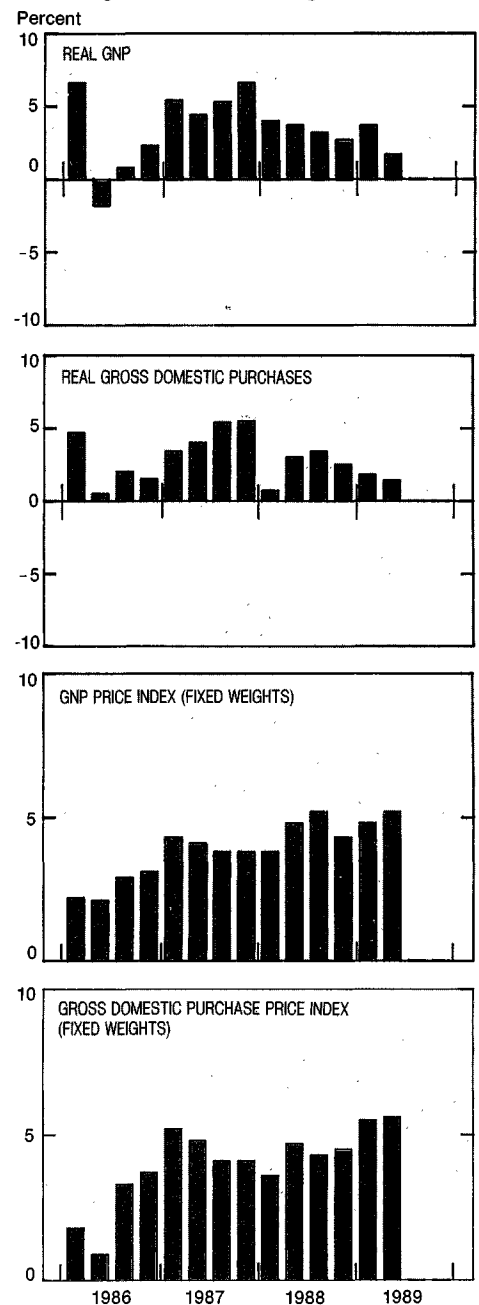 Percent
10
REAL GNP
5
0
-5
-10
10
REAL GROSS DOMESTIC PURCHASES
5
0
-5
-10
10
GNP PRICE INDEX (FIXED WEIGHTS)
5
0
10
GROSS DOMESTIC PURCHASE PRICE INDEX
(FIXED WEIGHTS)
5
0
1986 1987 1988 1989